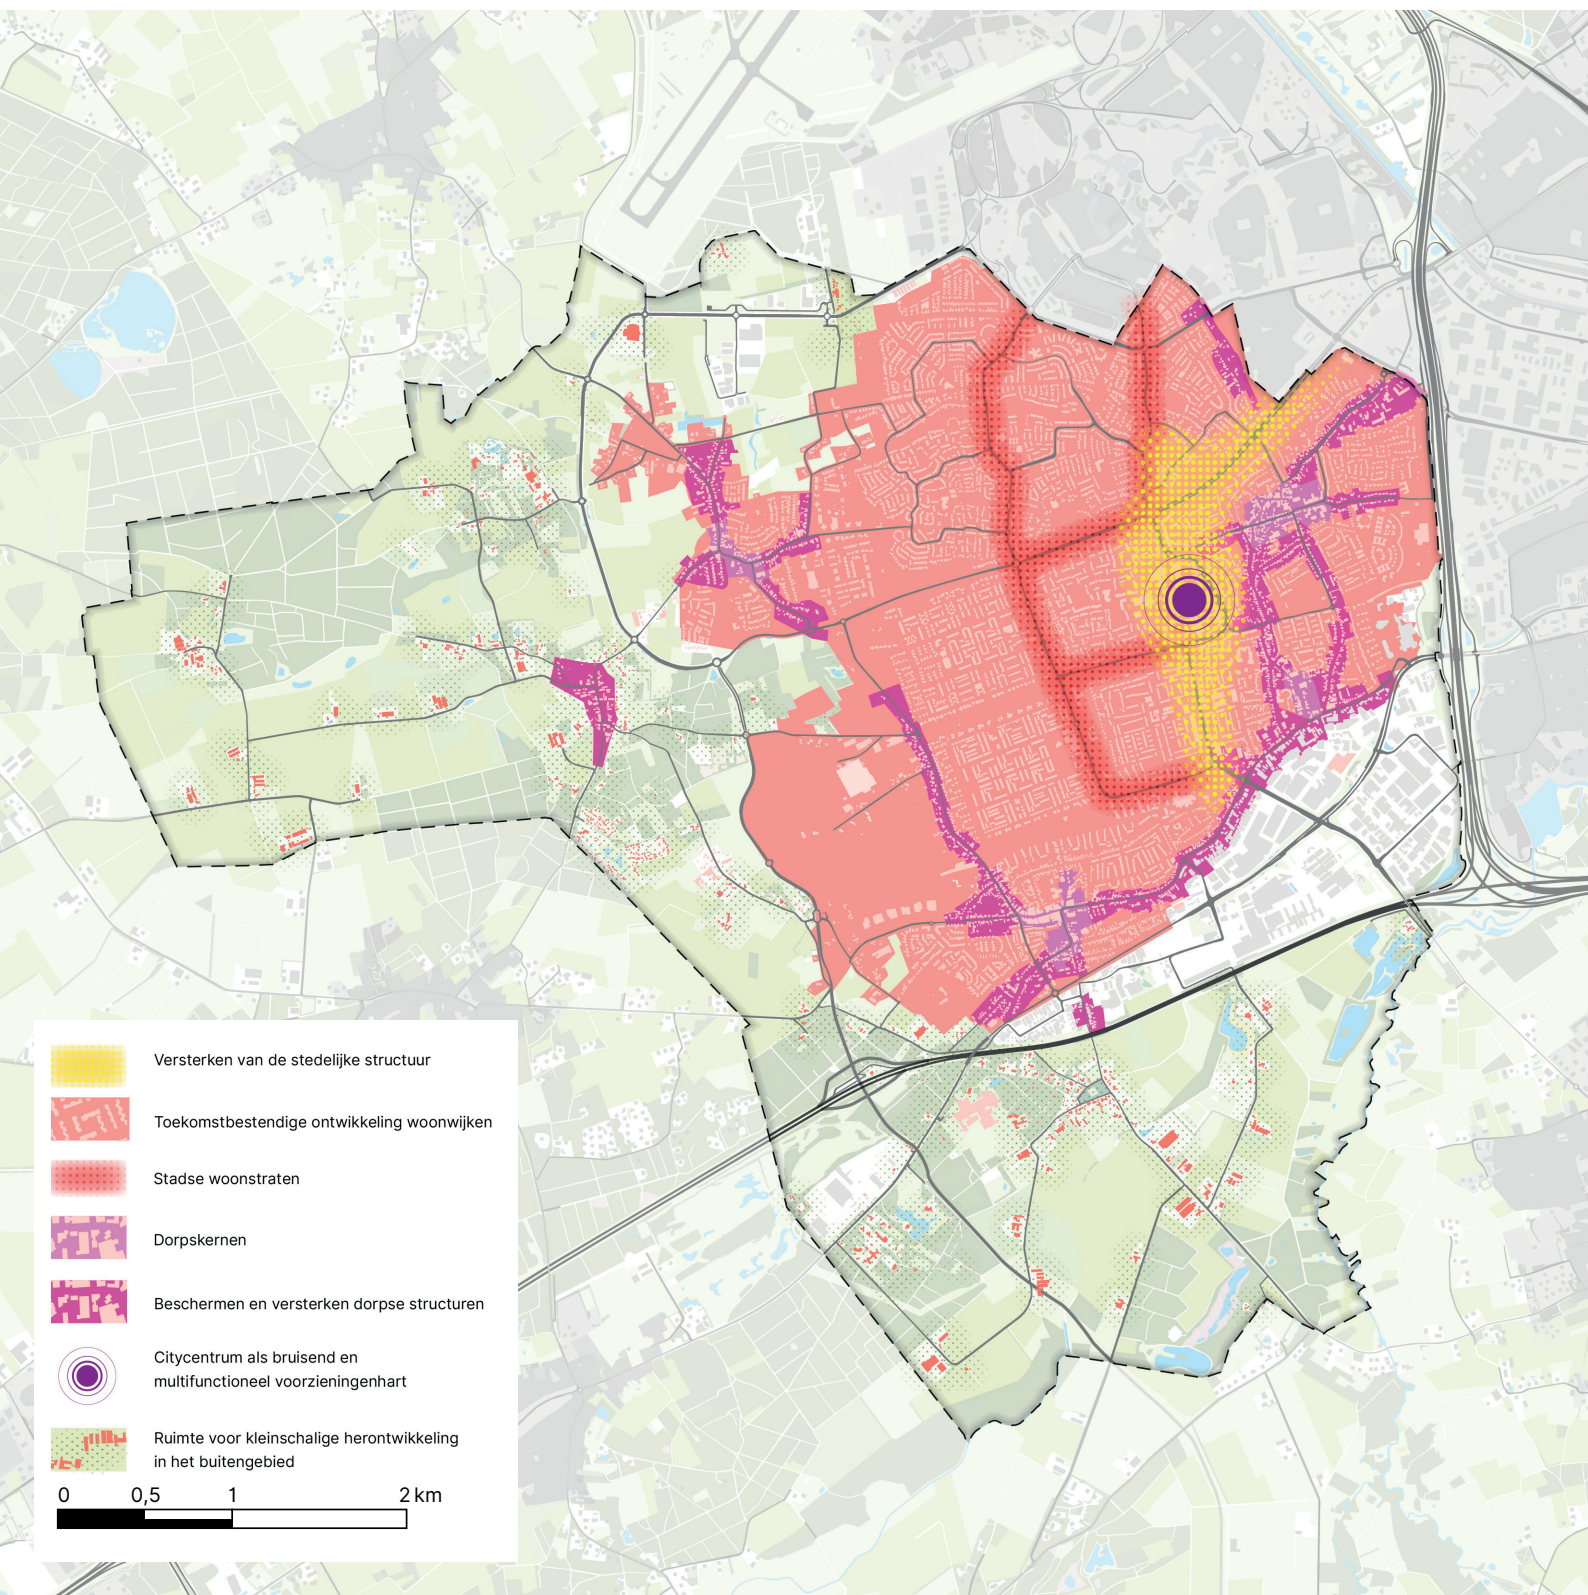 Versterken van de stedelijke structuur
Toekomstbestendige ontwikkeling woonwijken
Stadse woonstraten
Dorpskernen
Beschermen en versterken dorpse structuren
Citycentrum als bruisend en
multifunctioneel voorzieningenhart
Ruimte voor kleinschalige herontwikkeling
in het buitengebied
0 0,5 1 2 km